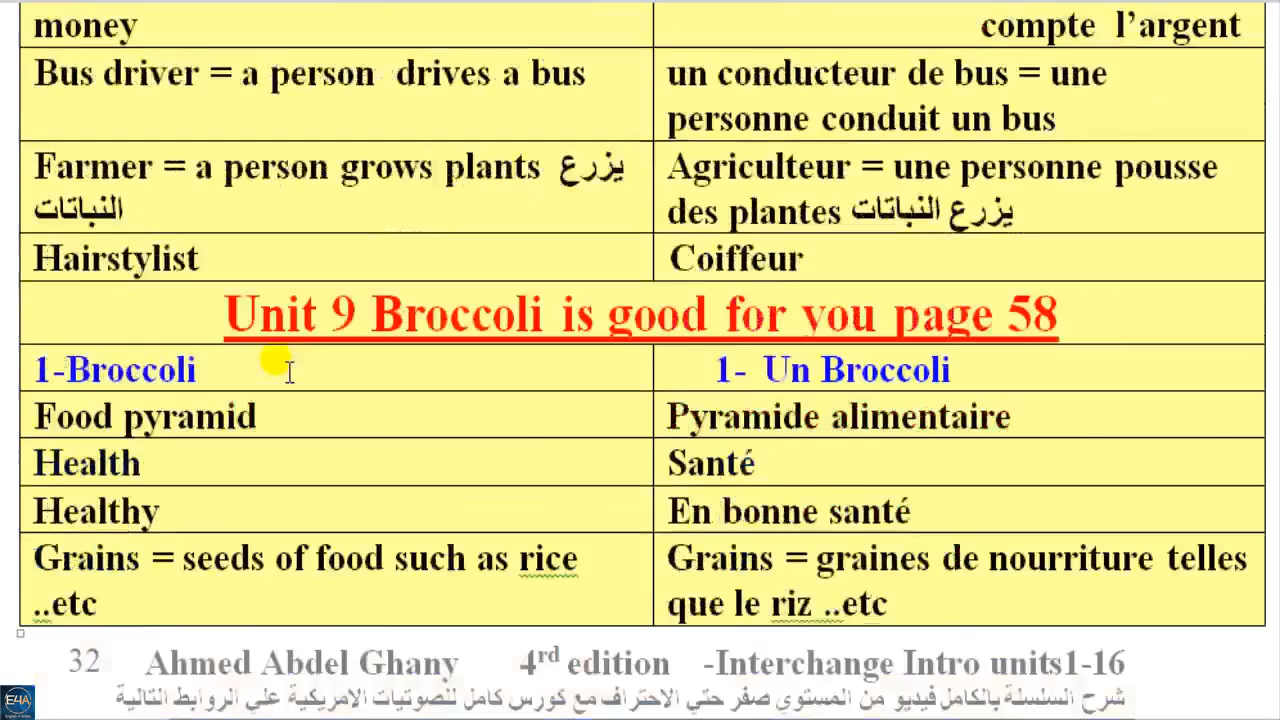 money
compte l’argent
Bus driver = a person drives a bus
un conducteur de bus = une
personne conduit un bus
Farmer = a person grows plants يزرع
النباتات
Agriculteur = une personne pousse
des plantes يزرع النباتات
Hairstylist
Coiffeur
Unit 9 Broccoli is good for you page 58
1-Broccoli
1- Un Broccoli
Food pyramid
Pyramide alimentaire
Health
Santé
Healthy
En bonne santé
Grains = seeds of food such as rice
..etc
Grains = graines de nourriture telles
que le riz ..etc
32 Ahmed Abdel Ghany 4rd edition -Interchange Intro units1-16
شرح السلسلة بالكامل فيديو من المستوي صفر حتي الاحتراف مع كورس كامل للصوتيات الامريكية علي الروابط التالية
E4A